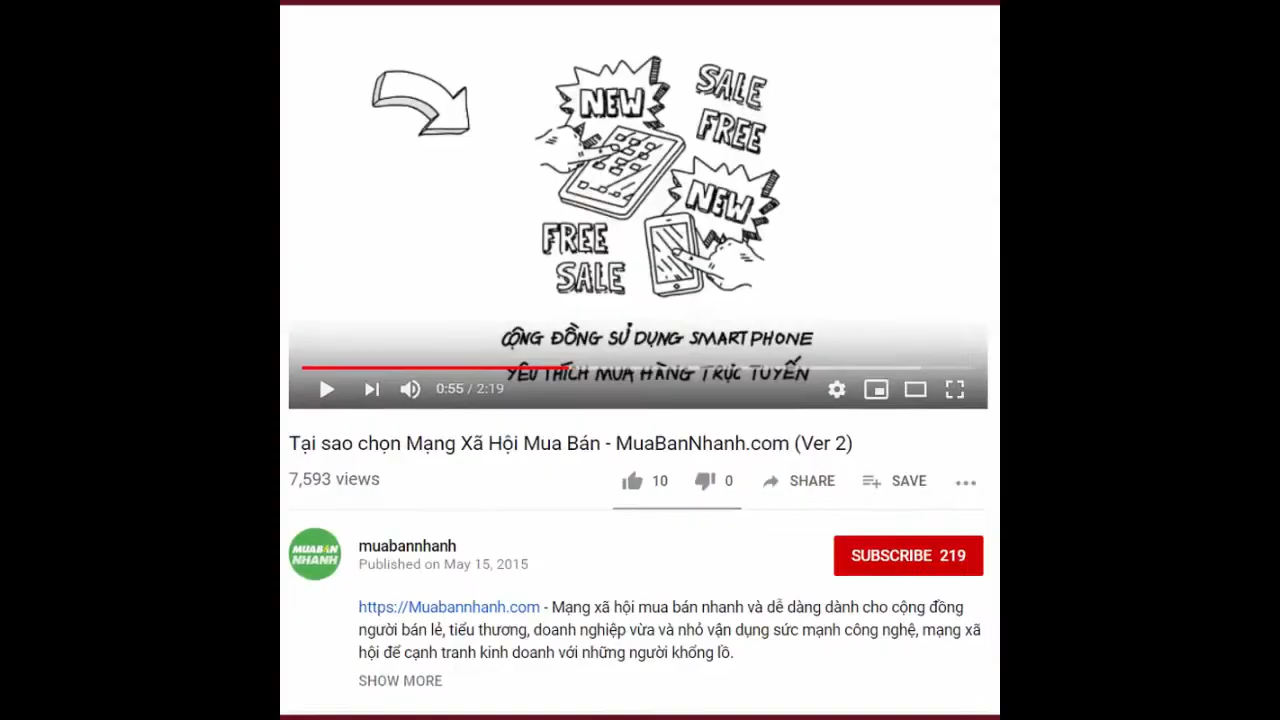 NEW
SALE
FREE
NEW
FREE
SALE
CỘNG ĐỒNG SỬ DỤNG SMARTPHONE
YÊU THÍCH MUA HÀNG TRỰC TUYẾN
0:55 / 2:19
Tại sao chọn Mạng Xã Hội Mua Bán - MuaBanNhanh.com (Ver 2)
7,593 views
10 0 SHARE SAVE
MUABÁN
NHANH
muabannhanh
Published on May 15, 2015
SUBSCRIBE 219
https://Muabannhanh.com - Mạng xã hội mua bán nhanh và dễ dàng dành cho cộng đồng
người bán lẻ, tiểu thương, doanh nghiệp vừa và nhỏ vận dụng sức mạnh công nghệ, mạng xã
hội để cạnh tranh kinh doanh với những người khổng lồ.
SHOW MORE